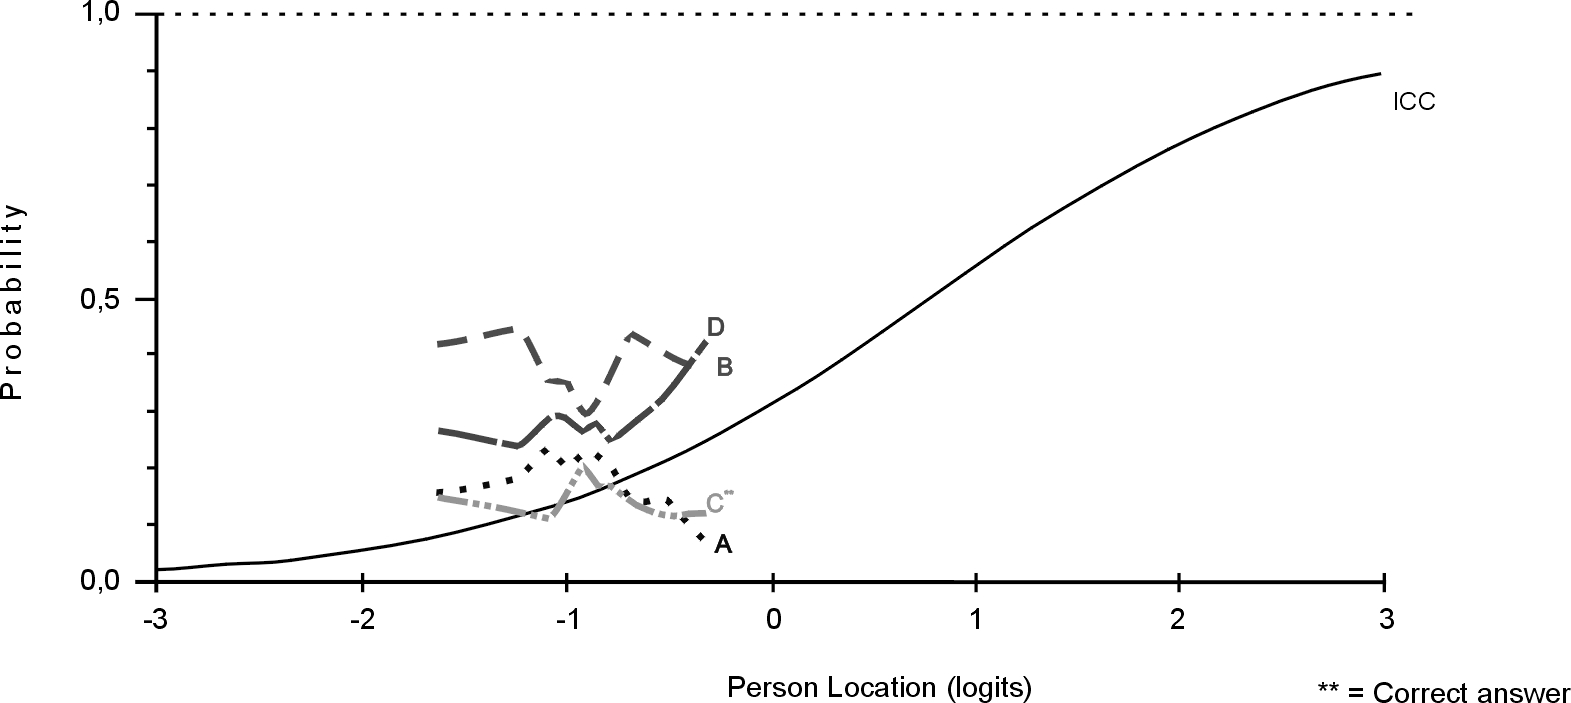 1,0
ICC
Probability
0,5
D
B
C**
A
0,0
-3 -2 -1 0 1 2 3
Person Location (logits)
** = Correct answer